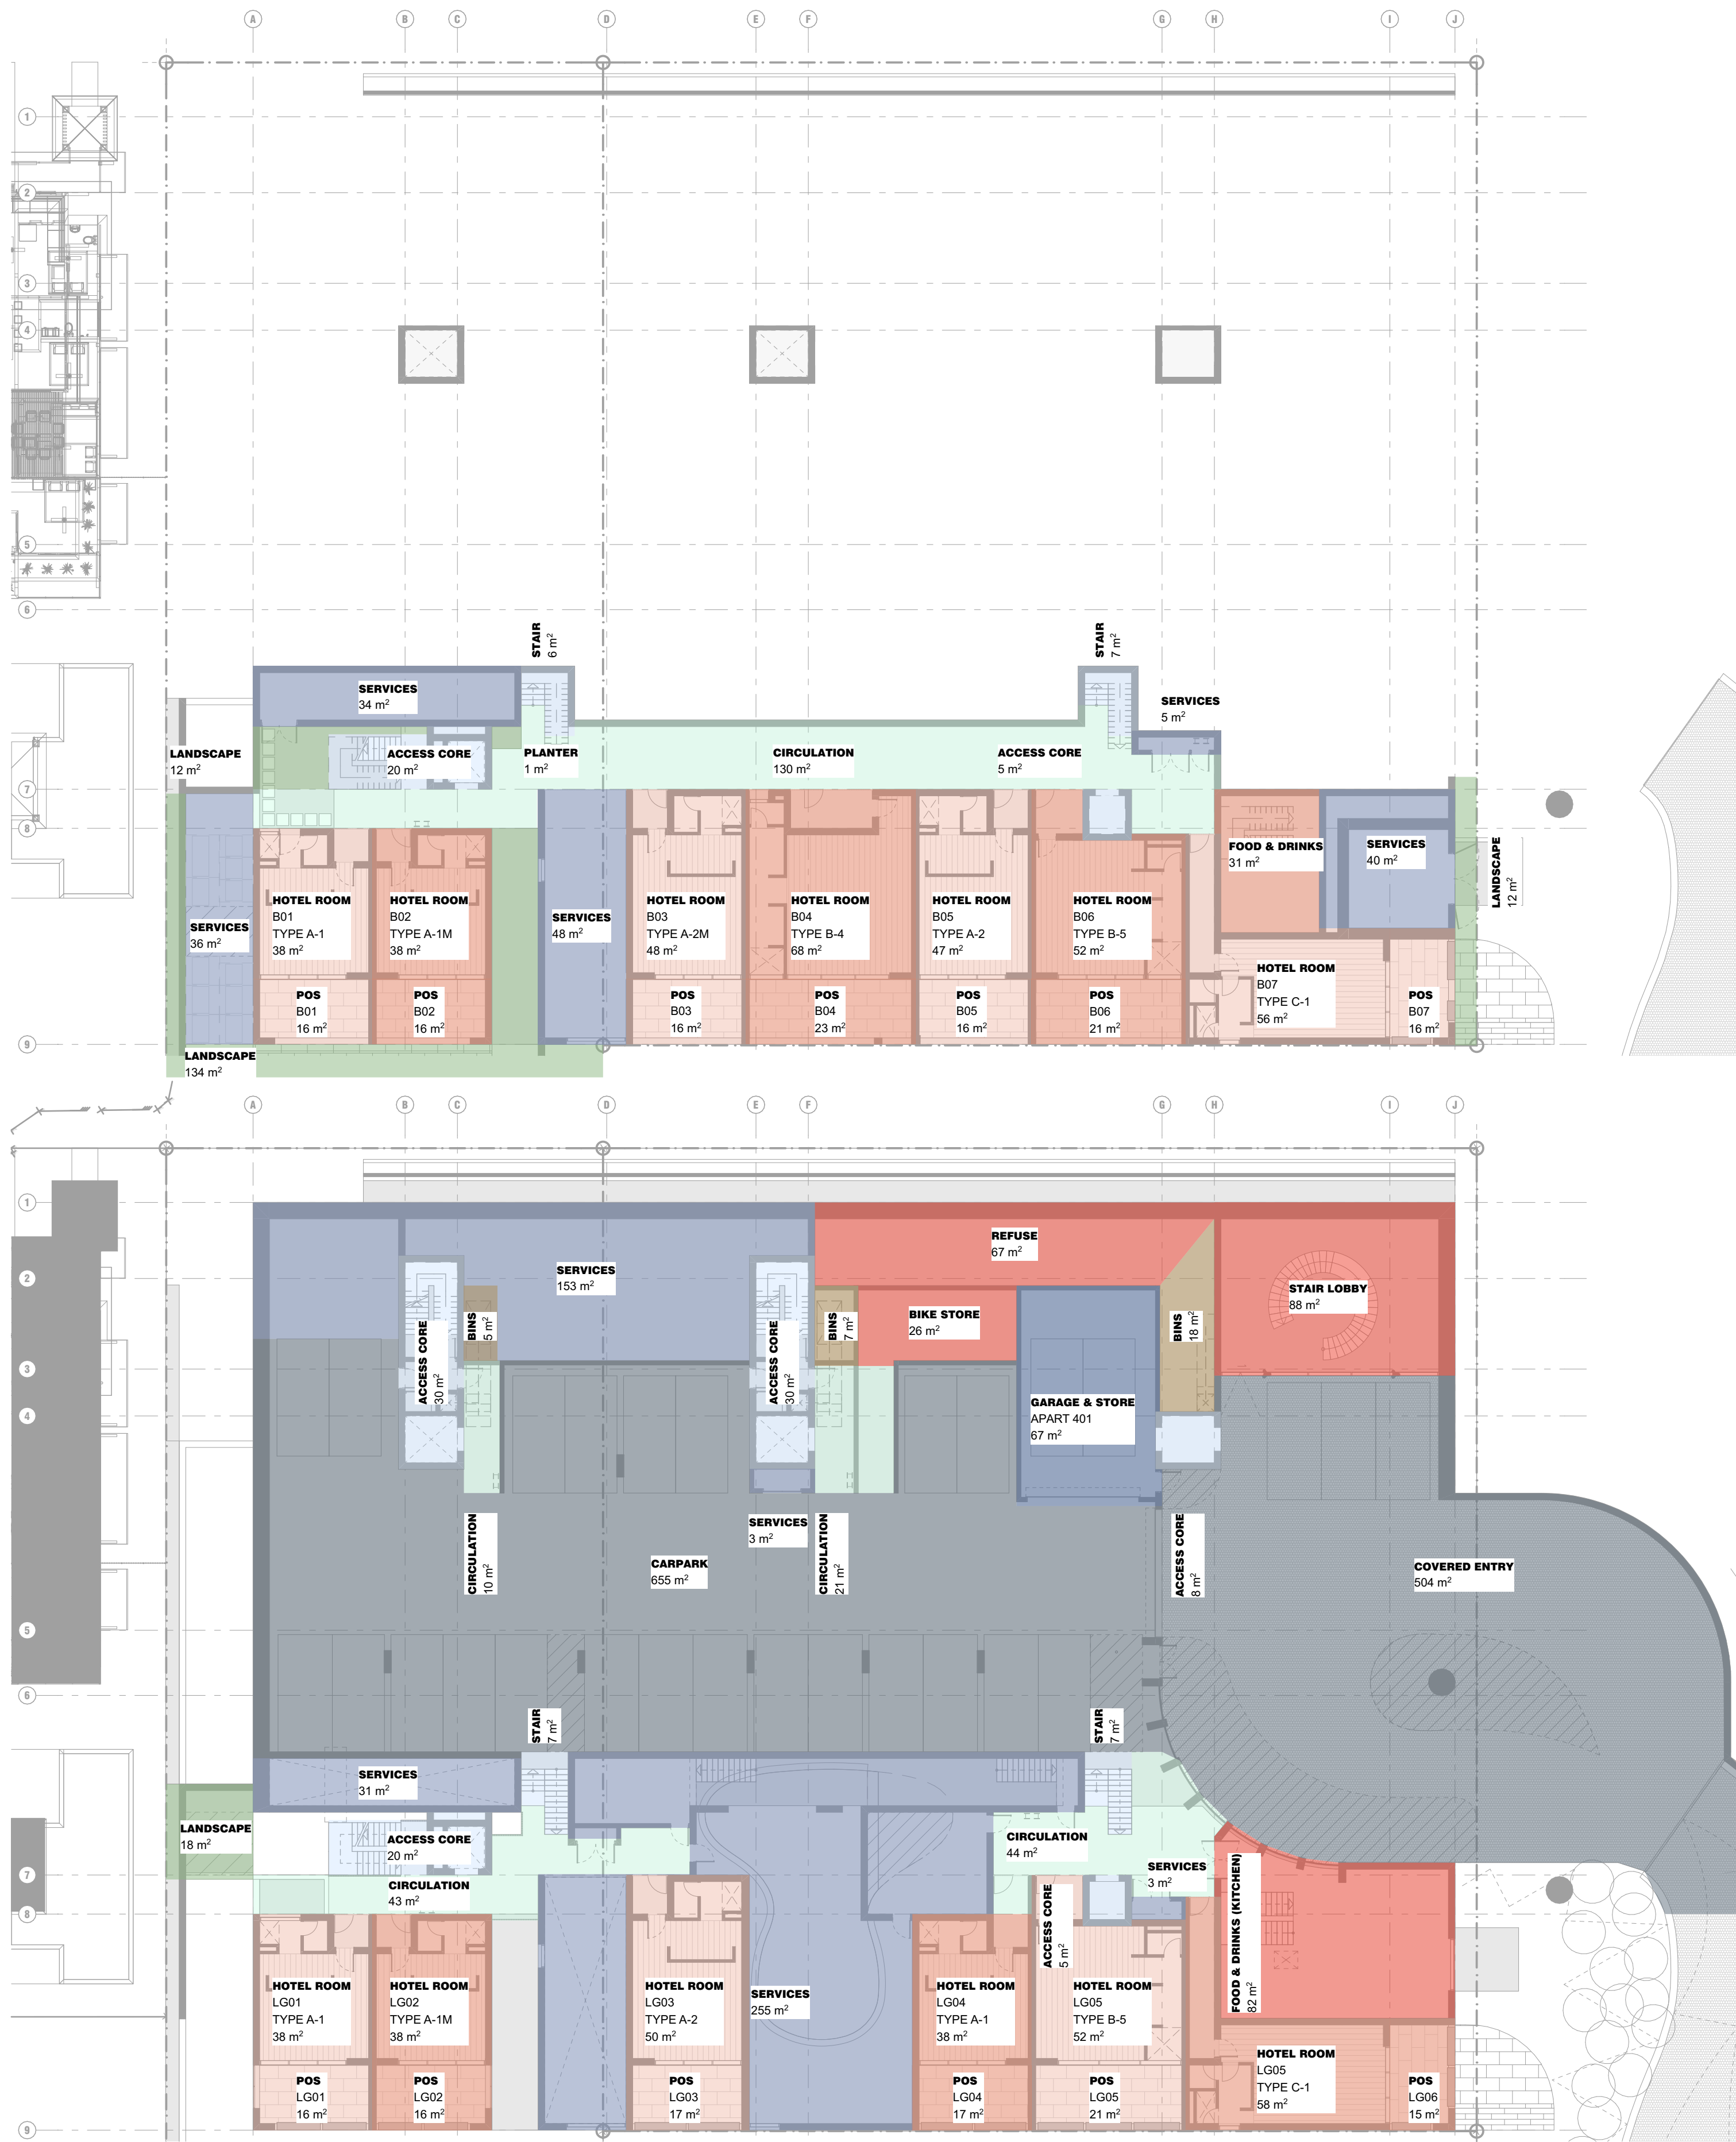 A B C D E F G H I J
1
2
3
4
5
6
STAIR
6 m²
STAIR
7 m²
SERVICES
34 m²
SERVICES
5 m²
LANDSCAPE
12 m²
ACCESS CORE
20 m²
PLANTER
1 m²
CIRCULATION
130 m²
ACCESS CORE
5 m²
7
8
FOOD & DRINKS
31 m²
SERVICES
40 m²
LANDSCAPE
12 m²
SERVICES
36 m²
HOTEL ROOM
B01
TYPE A-1
38 m²
HOTEL ROOM
B02
TYPE A-1M
38 m²
SERVICES
48 m²
HOTEL ROOM
B03
TYPE A-2M
48 m²
HOTEL ROOM
B04
TYPE B-4
68 m²
HOTEL ROOM
B05
TYPE A-2
47 m²
HOTEL ROOM
B06
TYPE B-5
52 m²
HOTEL ROOM
B07
TYPE C-1
56 m²
POS
B01
16 m²
POS
B02
16 m²
POS
B03
16 m²
POS
B04
23 m²
POS
B05
16 m²
POS
B06
21 m²
POS
B07
16 m²
9
LANDSCAPE
134 m²
A B C D E F G H I J
1
2
3
4
5
6
REFUSE
67 m²
SERVICES
153 m²
STAIR LOBBY
88 m²
BINS
5 m²
BINS
7 m²
BIKE STORE
26 m²
BINS
18 m²
ACCESS CORE
30 m²
ACCESS CORE
30 m²
GARAGE & STORE
APART 401
67 m²
CIRCULATION
10 m²
SERVICES
3 m²
CIRCULATION
21 m²
CARPARK
655 m²
ACCESS CORE
8 m²
COVERED ENTRY
504 m²
STAIR
7 m²
STAIR
7 m²
SERVICES
31 m²
LANDSCAPE
18 m²
ACCESS CORE
20 m²
CIRCULATION
44 m²
7
CIRCULATION
43 m²
SERVICES
3 m²
8
ACCESS CORE
5 m²
FOOD & DRINKS (KITCHEN)
82 m²
HOTEL ROOM
LG01
TYPE A-1
38 m²
HOTEL ROOM
LG02
TYPE A-1M
38 m²
HOTEL ROOM
LG03
TYPE A-2
50 m²
SERVICES
255 m²
HOTEL ROOM
LG04
TYPE A-1
38 m²
HOTEL ROOM
LG05
TYPE B-5
52 m²
HOTEL ROOM
LG05
TYPE C-1
58 m²
POS
LG01
16 m²
POS
LG02
16 m²
POS
LG03
17 m²
POS
LG04
17 m²
POS
LG05
21 m²
POS
LG06
15 m²
9